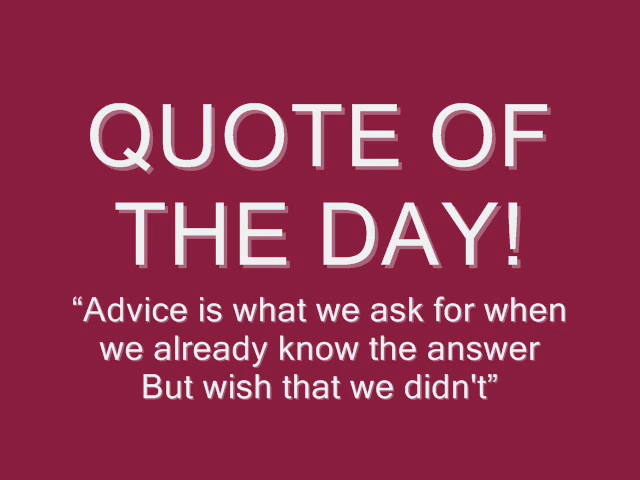 QUOTE OF
THE DAY!
“Advice is what we ask for when
we already know the answer
But wish that we didn't”